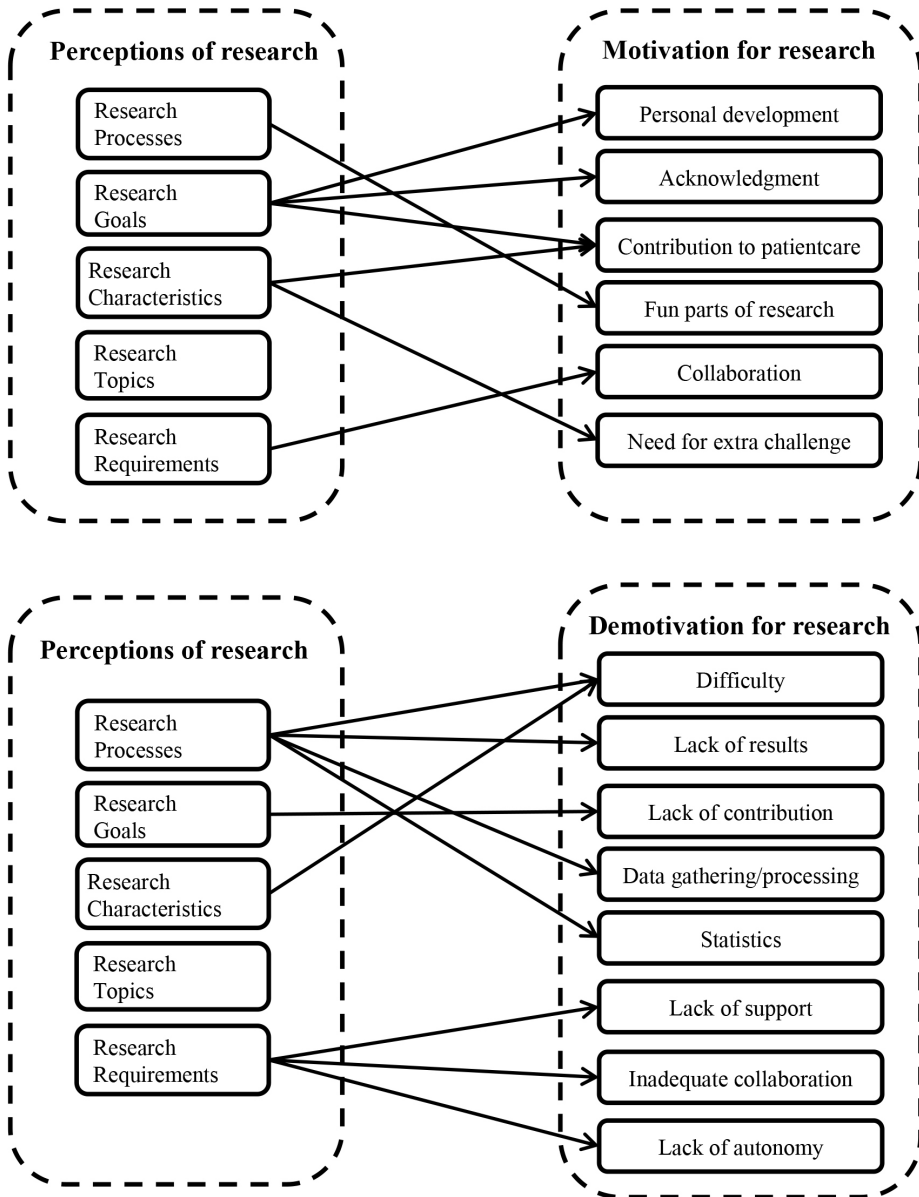 Perceptions of research
Research
Processes
Research
Goals
Research
Characteristics
Research
Topics
Research
Requirements
Motivation for research
Personal development
Acknowledgment
Contribution to patientcare
Fun parts of research
Collaboration
Need for extra challenge
Perceptions of research
Research
Processes
Research
Goals
Research
Characteristics
Research
Topics
Research
Requirements
Demotivation for research
Difficulty
Lack of results
Lack of contribution
Data gathering/processing
Statistics
Lack of support
Inadequate collaboration
Lack of autonomy